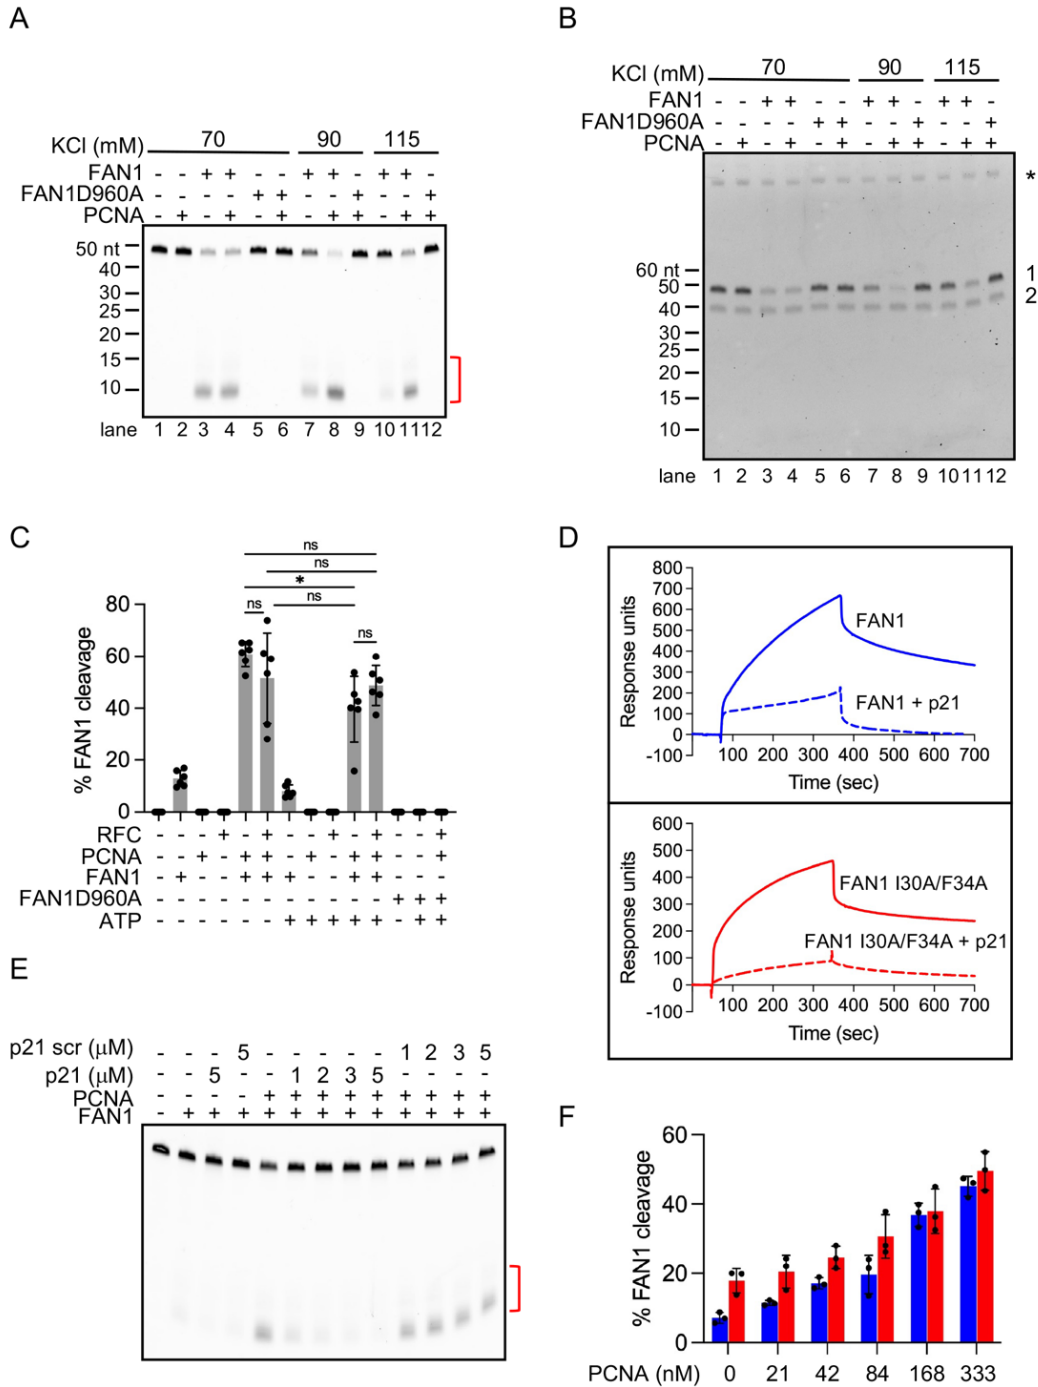 A
KCl (mM) 70 90 115
FAN1 - - + + - - + + - + + -
FAN1D960A - - - - + + - - + - - +
PCNA - + - + - + - + + - + +
50 nt
40
30
25
20
15
10
lane 1 2 3 4 5 6 7 8 9 10 11 12
B
KCl (mM) 70 90 115
FAN1 - - + + - - + + - + + -
FAN1D960A - - - - + + - - + - - +
PCNA - + - + - + - + + - + +
*
60 nt
50
40
30
25
20
15
10
1
2
lane 1 2 3 4 5 6 7 8 9 10 11 12
C
ns
ns
*
ns
ns
ns
% FAN1 cleavage
80
60
40
20
0
RFC - - - + - + - - + - + - - +
PCNA - - + - + + - + - + + - - +
FAN1 - + - - + + + - - + + - - -
FAN1D960A - - - - - - - - - - - + + +
ATP - - - - - - + + + + + - + +
D
Response units
800
700
600
500
400
300
200
100
0
-100
FAN1
FAN1 + p21
100 200 300 400 500 600 700
Time (sec)
Response units
600
500
400
300
200
100
0
-100
FAN1 I30A/F34A
FAN1 I30A/F34A + p21
100 200 300 400 500 600 700
Time (sec)
E
p21 scr (μM) - - - 5 - - - - - 1 2 3 5
p21 (μM) - - 5 - - 1 2 3 5 - - - -
PCNA - - - - + + + + + + + + +
FAN1 - + + + + + + + + + + + +
F
% FAN1 cleavage
60
40
20
0
PCNA (nM) 0 21 42 84 168 333